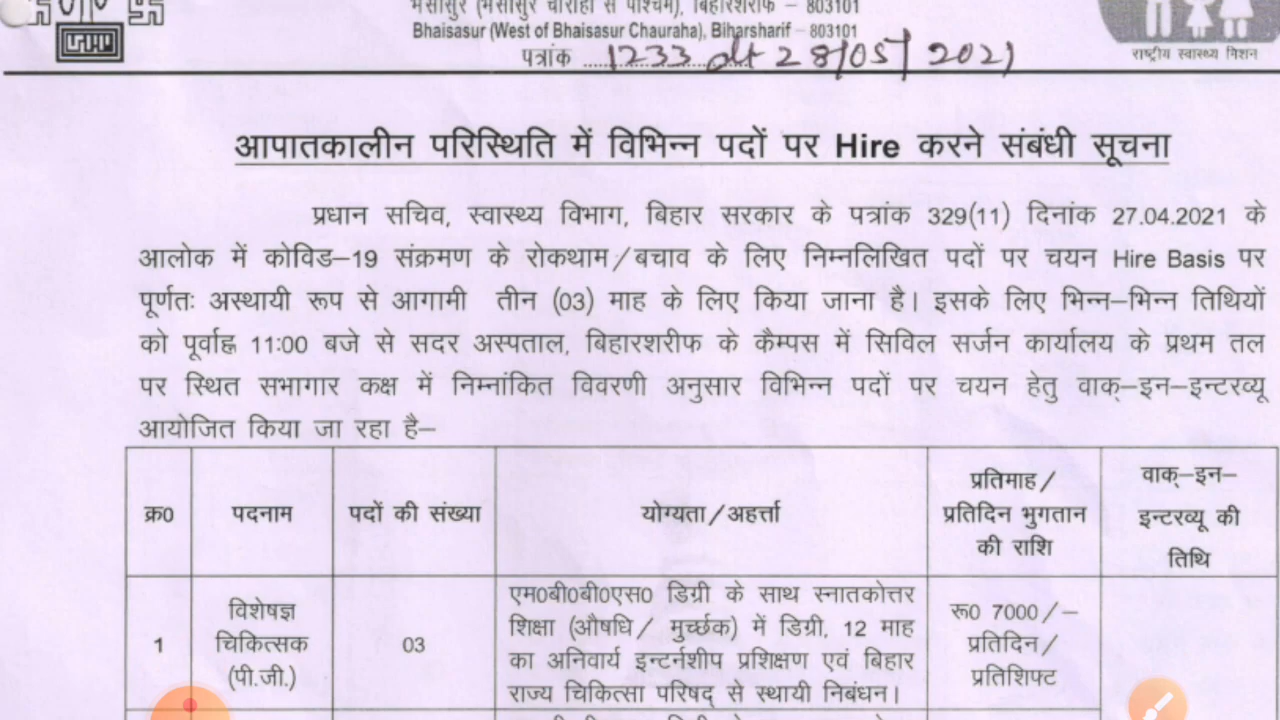 भैंसासुर (भैंसासुर चौराहा से पश्चिम), बिहारशरीफ – 803101
Bhaisasur (West of Bhaisasur Chauraha), Biharsharif – 803101
पत्रांक 1233 dt 28/05/2021
राष्ट्रीय स्वास्थ्य मिशन
आपातकालीन परिस्थिति में विभिन्न पदों पर Hire करने संबंधी सूचना
प्रधान सचिव, स्वास्थ्य विभाग, बिहार सरकार के पत्रांक 329(11) दिनांक 27.04.2021 के
आलोक में कोविड–19 संक्रमण के रोकथाम/बचाव के लिए निम्नलिखित पदों पर चयन Hire Basis पर
पूर्णतः अस्थायी रूप से आगामी तीन (03) माह के लिए किया जाना है। इसके लिए भिन्न–भिन्न तिथियों
को पूर्वाह्न 11:00 बजे से सदर अस्पताल, बिहारशरीफ के कैम्पस में सिविल सर्जन कार्यालय के प्रथम तल
पर स्थित सभागार कक्ष में निम्नांकित विवरणी अनुसार विभिन्न पदों पर चयन हेतु वाक्–इन–इन्टरव्यू
आयोजित किया जा रहा है–
क्र0
पदनाम
पदों की संख्या
योग्यता/अहर्त्ता
प्रतिमाह/
प्रतिदिन भुगतान
की राशि
वाक्–इन–
इन्टरव्यू की
तिथि
1
विशेषज्ञ
चिकित्सक
(पी.जी.)
03
एम0बी0बी0एस0 डिग्री के साथ स्नातकोत्तर
शिक्षा (औषधि/ मुर्च्छक) में डिग्री, 12 माह
का अनिवार्य इन्टर्नशीप प्रशिक्षण एवं बिहार
राज्य चिकित्सा परिषद् से स्थायी निबंधन।
रू0 7000/–
प्रतिदिन/
प्रतिशिफ्ट